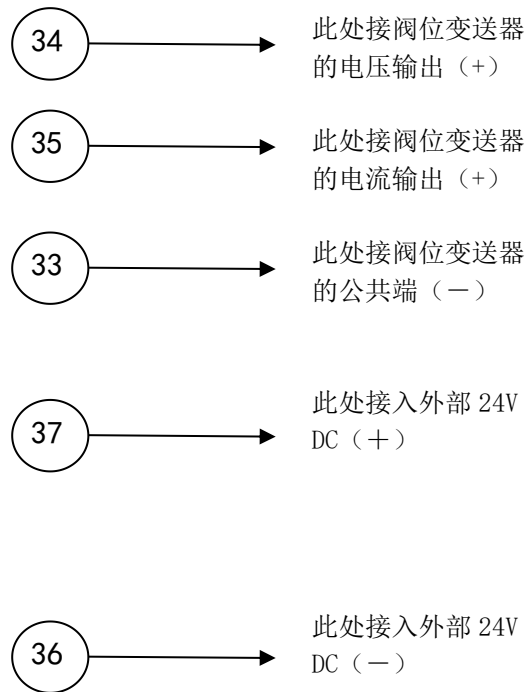 34
此处接阀位变送器
的电压输出（+）
35
此处接阀位变送器
的电流输出（+）
33
此处接阀位变送器
的公共端（－）
37
此处接入外部 24V
DC（＋）
36
此处接入外部 24V
DC（－）